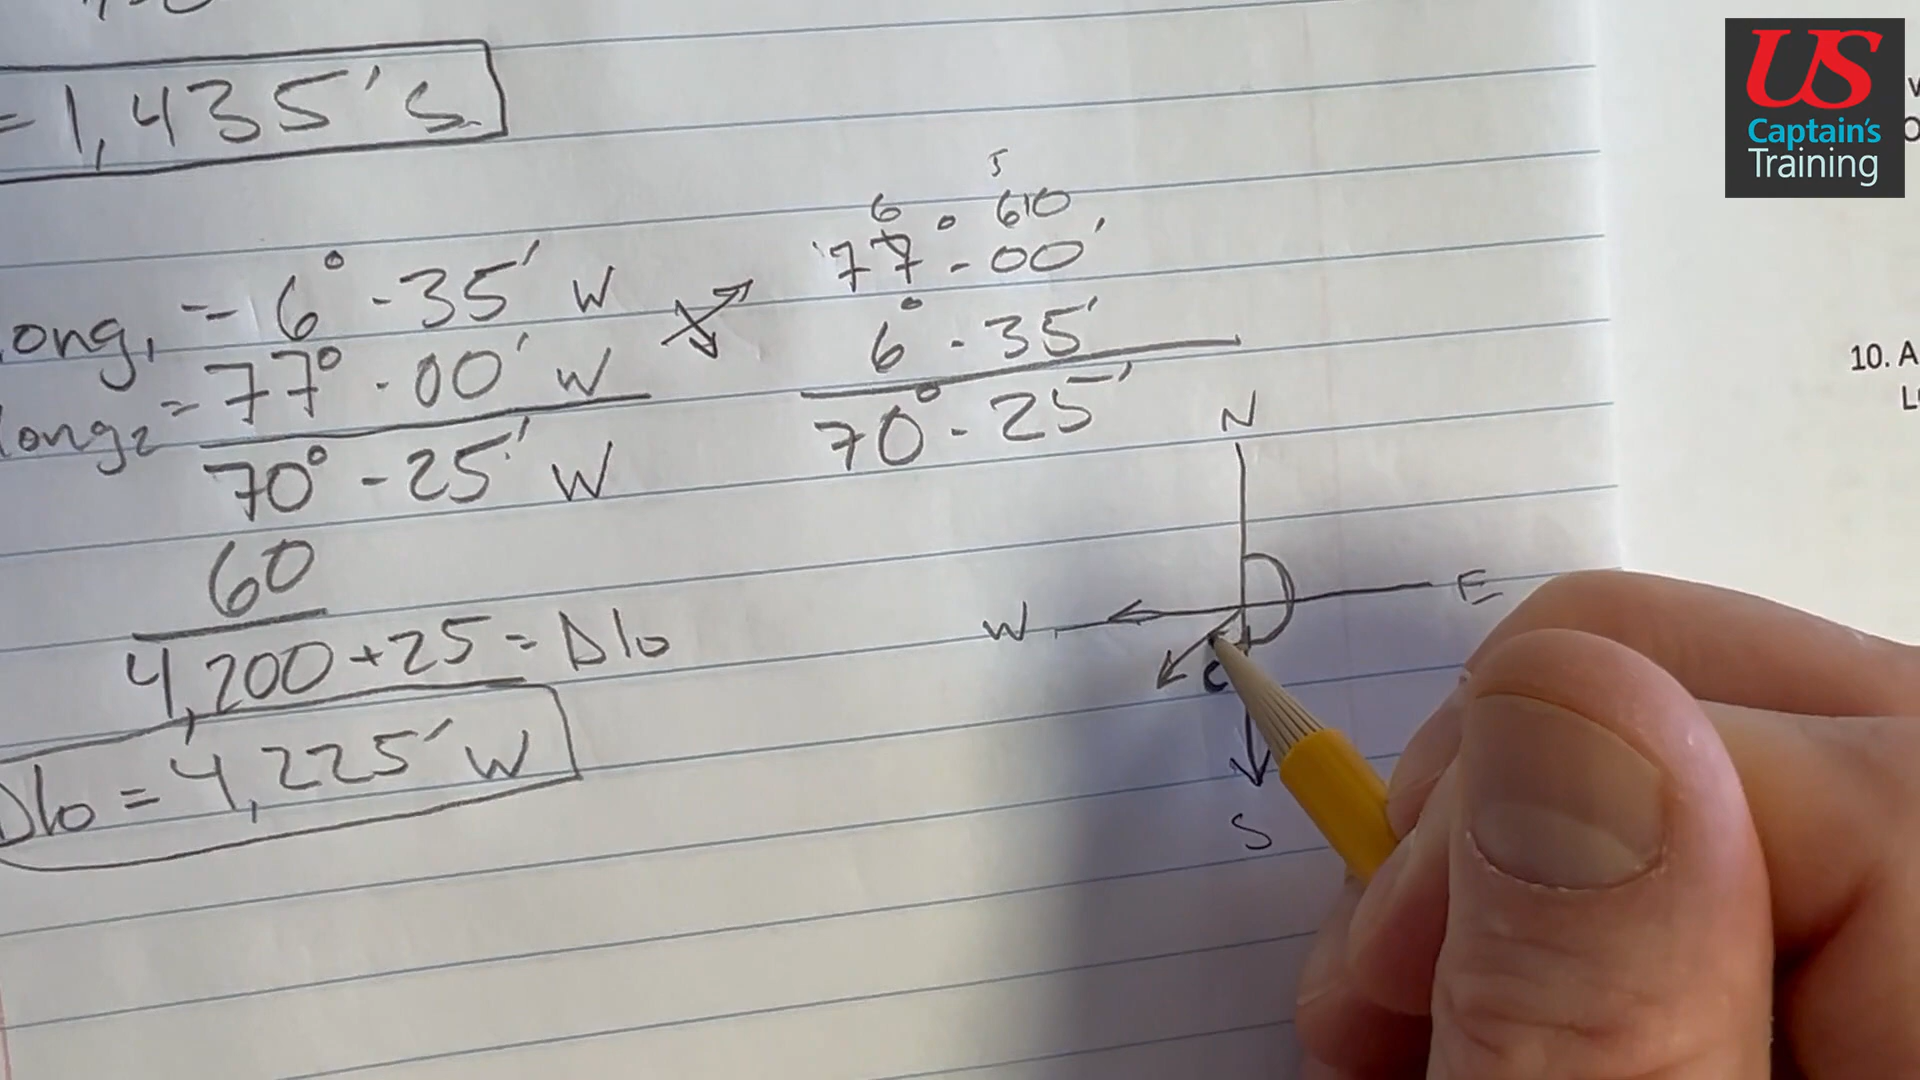 = 1,435' S
Long₁ = 6° - 35' W
long₂ = 77° - 00' W
70° - 25' W
60
4,200 + 25 = Dlo
Dlo = 4,225' W
5
6 ° 610
77 - 00'
6° - 35'
70° - 25'
N
W
E
C
S
US
Captain's
Training
10. A